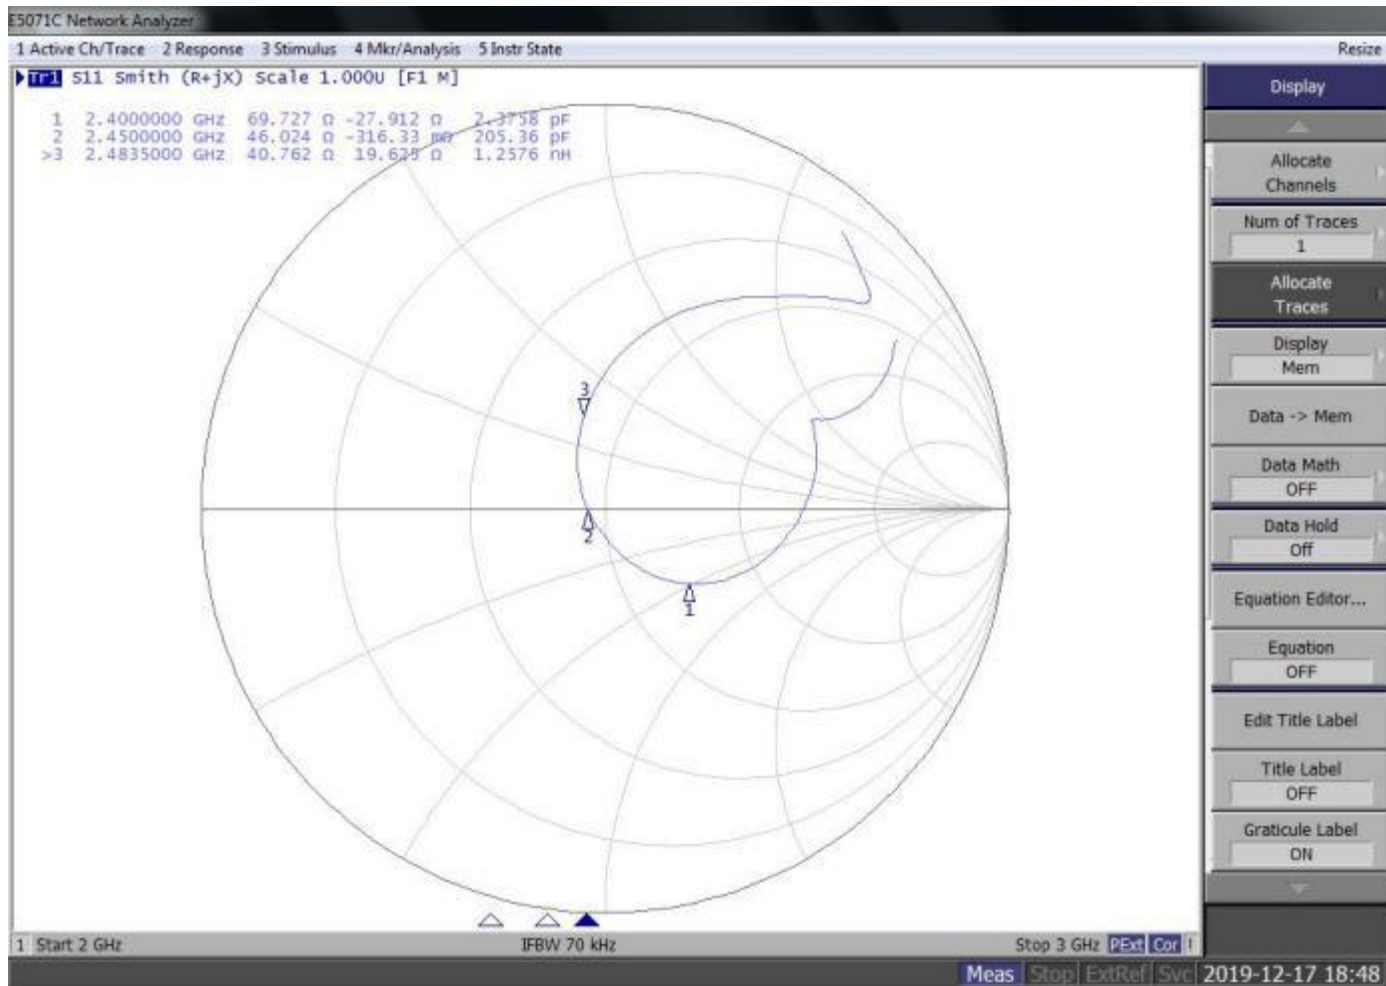 E5071C Network Analyzer
1 Active Ch/Trace 2 Response 3 Stimulus 4 Mkr/Analysis 5 Instr State Resize
Tr1 S11 Smith (R+jX) Scale 1.000U [F1 M]
1 2.4000000 GHz 69.727 Ω -27.912 Ω 2.3758 pF
2 2.4500000 GHz 46.024 Ω -316.33 mΩ 205.36 pF
>3 2.4835000 GHz 40.762 Ω 19.625 Ω 1.2576 nH
3
2
1
Display
Allocate
Channels
Num of Traces
1
Allocate
Traces
Display
Mem
Data -> Mem
Data Math
OFF
Data Hold
Off
Equation Editor...
Equation
OFF
Edit Title Label
Title Label
OFF
Graticule Label
ON
1 Start 2 GHz IFBW 70 kHz Stop 3 GHz PExt Cor !
Meas Stop ExtRef Svc 2019-12-17 18:48